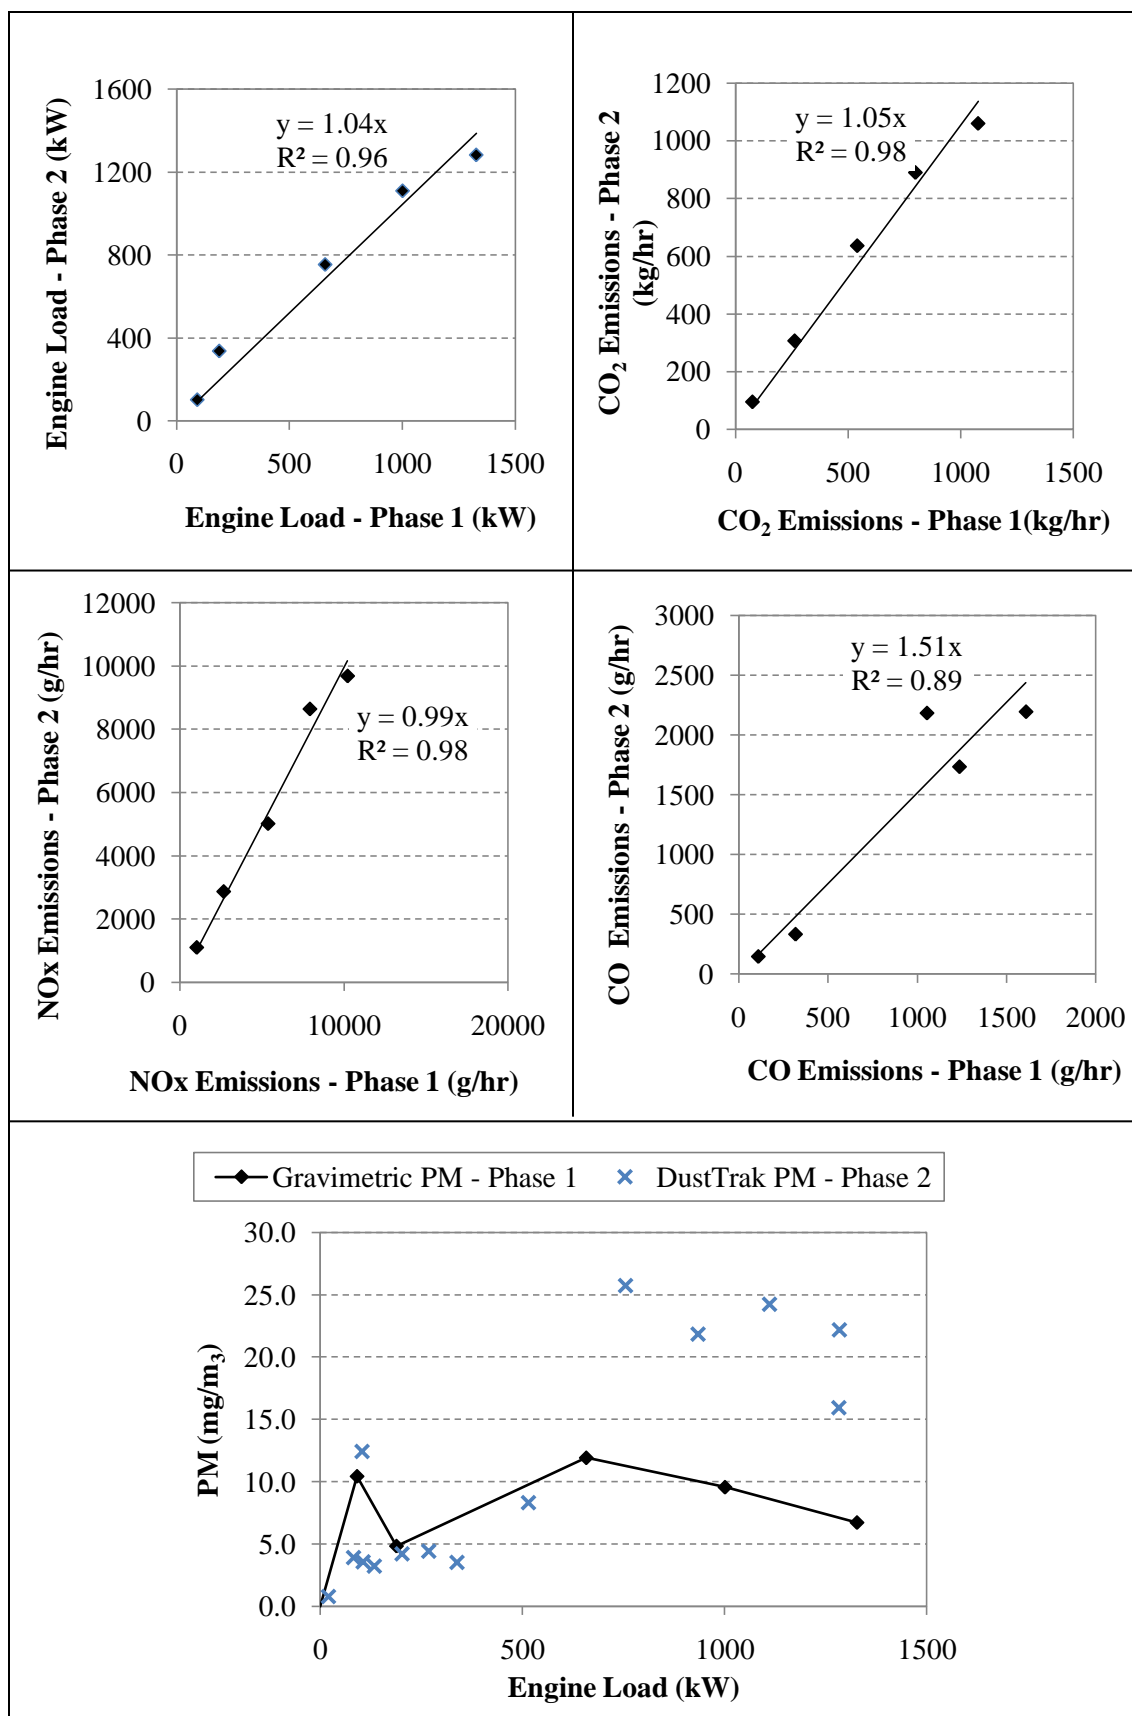 Engine Load - Phase 2 (kW)
1600
1200
800
400
0
y = 1.04x
R² = 0.96
0 500 1000 1500
Engine Load - Phase 1 (kW)
CO₂ Emissions - Phase 2
(kg/hr)
1200
1000
800
600
400
200
0
y = 1.05x
R² = 0.98
0 500 1000 1500
CO₂ Emissions - Phase 1(kg/hr)
NOx Emissions - Phase 2 (g/hr)
12000
10000
8000
6000
4000
2000
0
y = 0.99x
R² = 0.98
0 10000 20000
NOx Emissions - Phase 1 (g/hr)
CO Emissions - Phase 2 (g/hr)
3000
2500
2000
1500
1000
500
0
y = 1.51x
R² = 0.89
0 500 1000 1500 2000
CO Emissions - Phase 1 (g/hr)
Gravimetric PM - Phase 1 DustTrak PM - Phase 2
PM (mg/m₃)
30.0
25.0
20.0
15.0
10.0
5.0
0.0
0 500 1000 1500
Engine Load (kW)